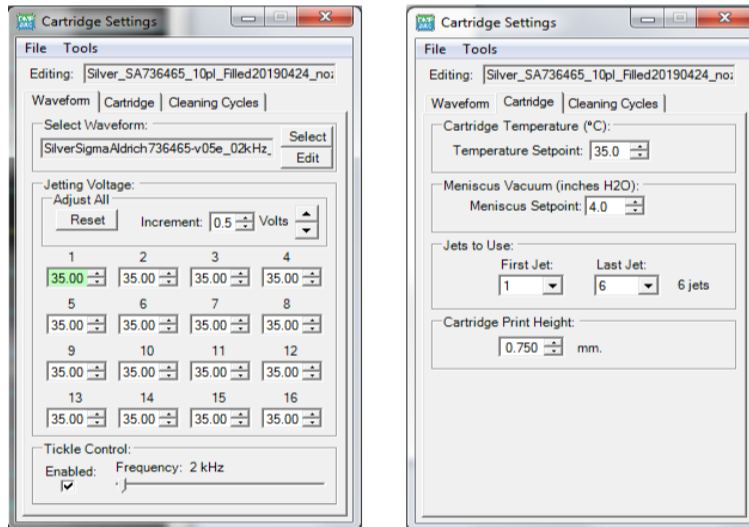 Cartridge Settings
File Tools
Editing: Silver_SA736465_10pl_Filled20190424_noz
Waveform Cartridge Cleaning Cycles
Select Waveform:
SilverSigmaAldrich736465-v05e_02kHz_ Select
Edit
Jetting Voltage:
Adjust All
Reset Increment: 0.5 Volts
1 2 3 4
35.00 35.00 35.00 35.00
5 6 7 8
35.00 35.00 35.00 35.00
9 10 11 12
35.00 35.00 35.00 35.00
13 14 15 16
35.00 35.00 35.00 35.00
Tickle Control:
Enabled: Frequency: 2 kHz
Cartridge Settings
File Tools
Editing: Silver_SA736465_10pl_Filled20190424_noz
Waveform Cartridge Cleaning Cycles
Cartridge Temperature (°C):
Temperature Setpoint: 35.0
Meniscus Vacuum (inches H2O):
Meniscus Setpoint: 4.0
Jets to Use:
First Jet: Last Jet:
1 6 6 jets
Cartridge Print Height:
0.750 mm.